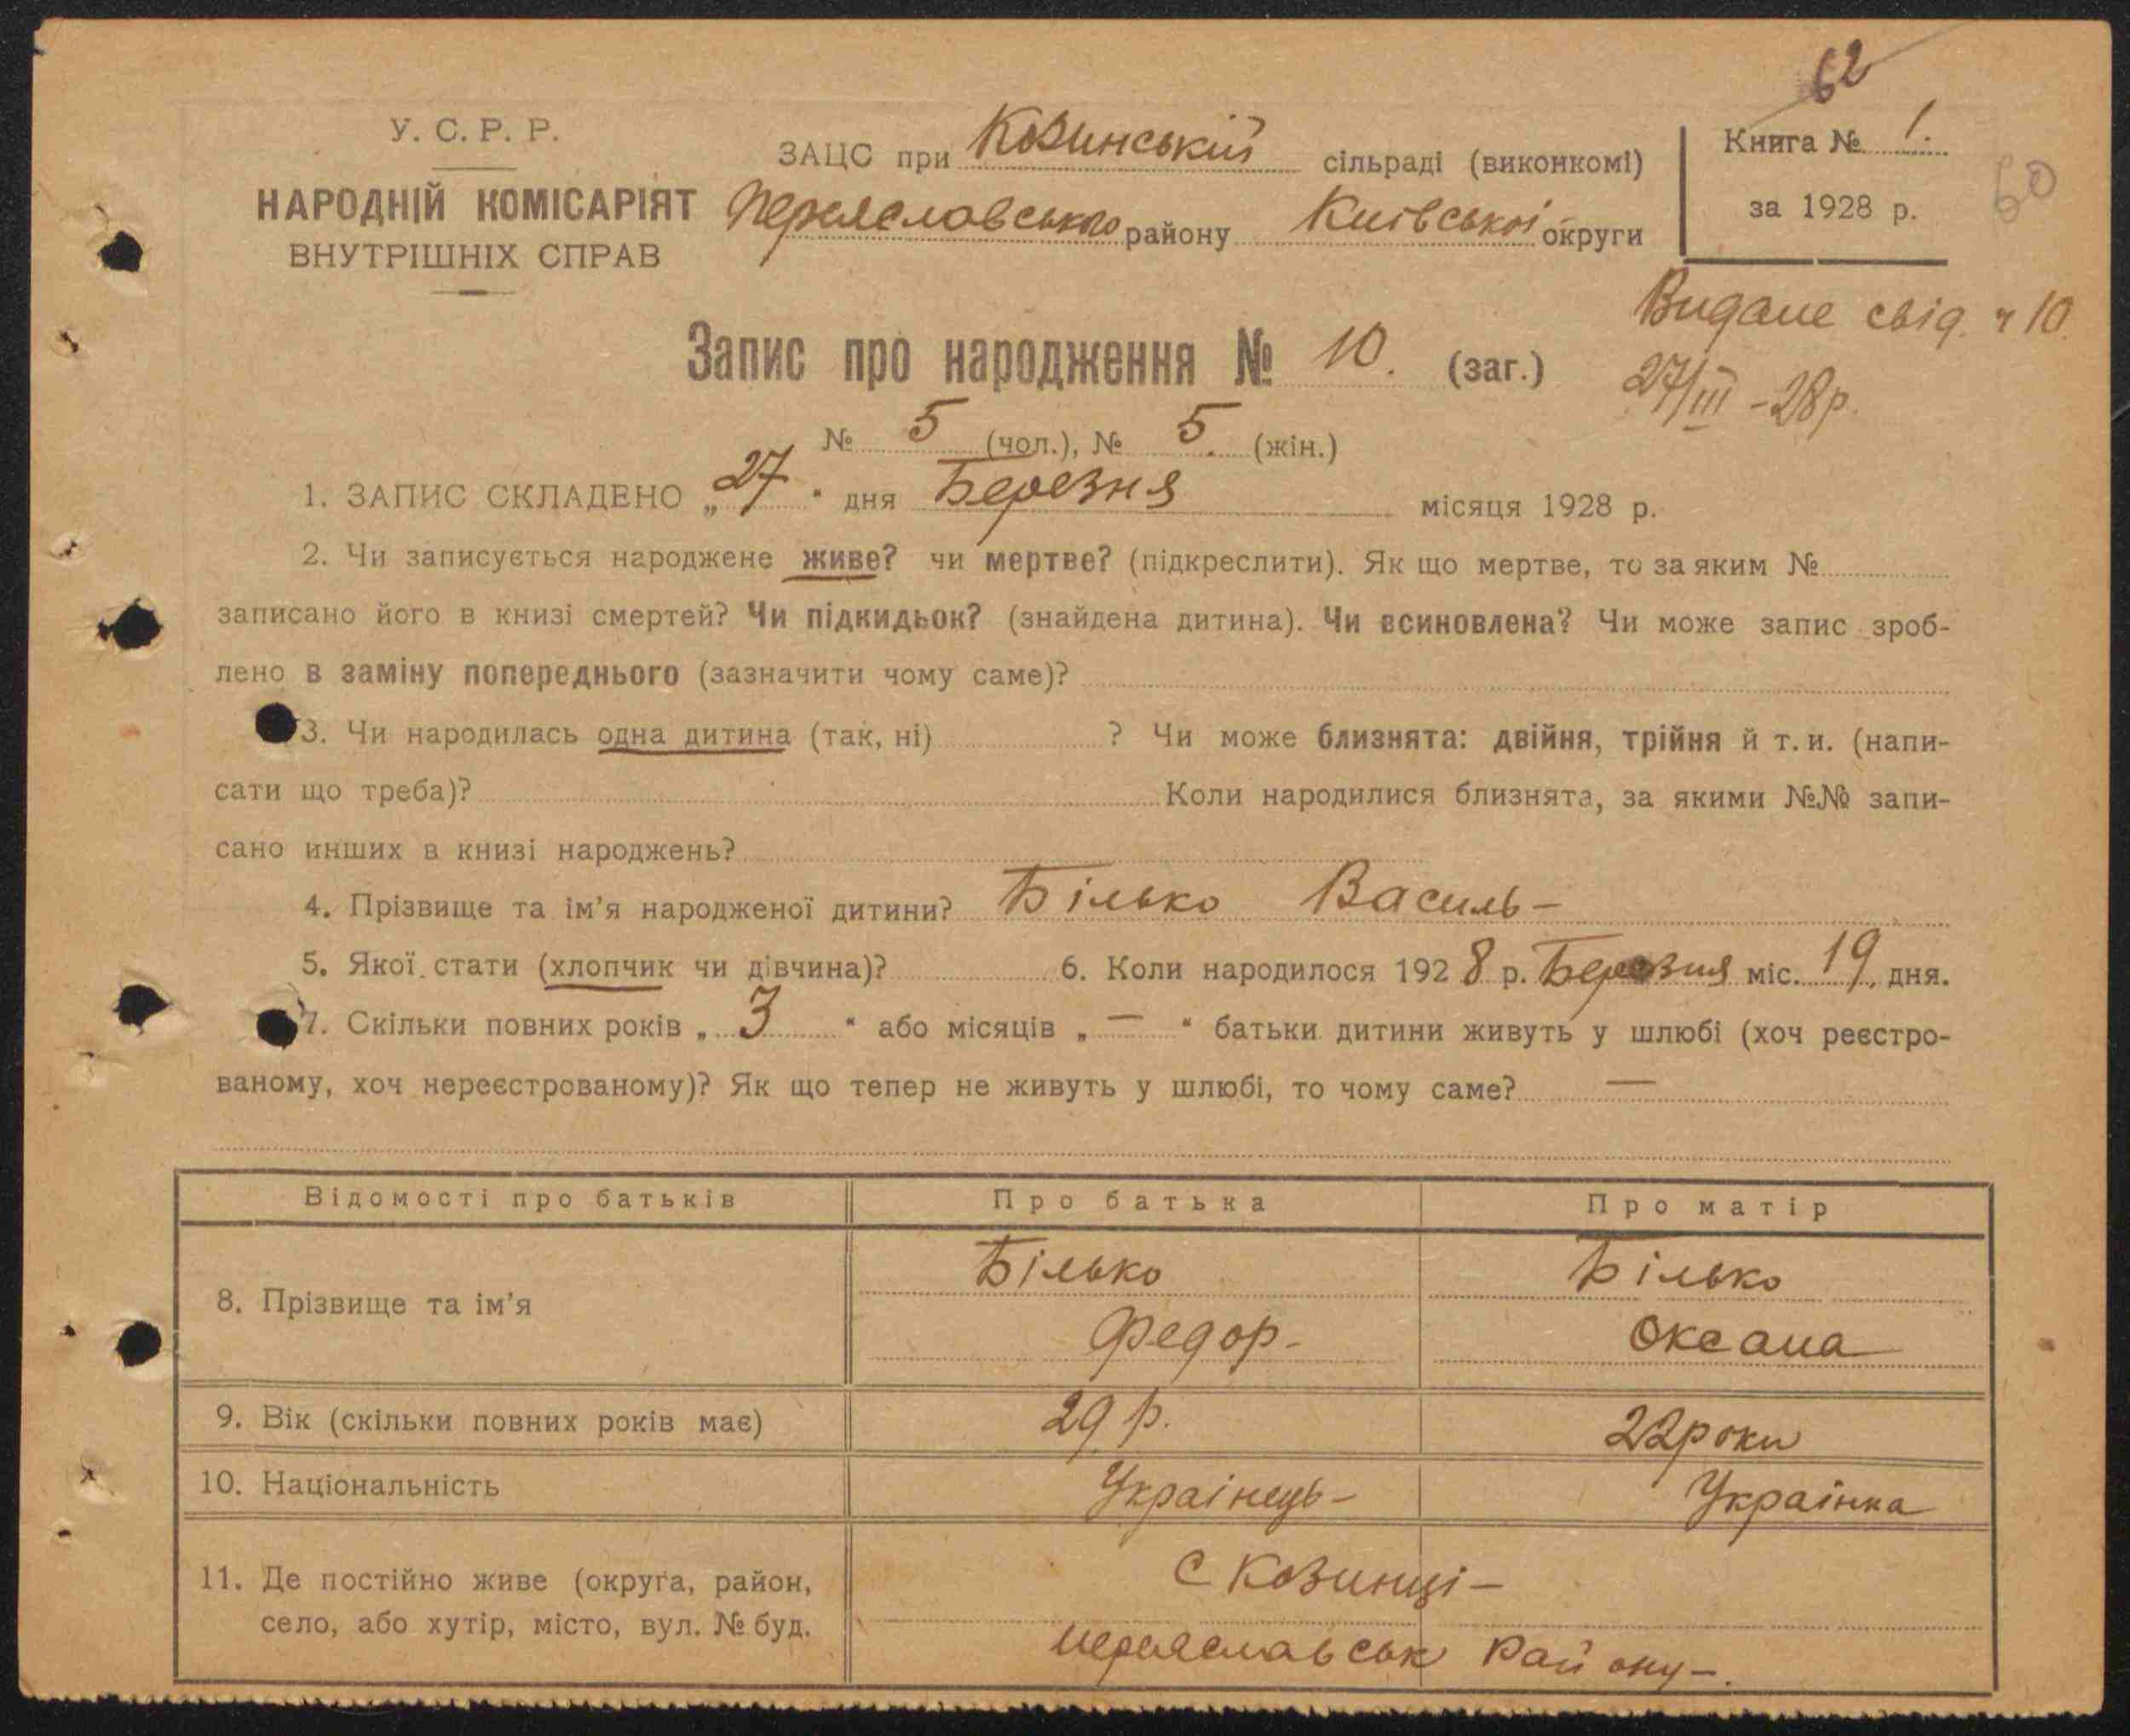 62
У. С. Р. Р.
НАРОДНІЙ КОМІСАРІЯТ
ВНУТРІШНІХ СПРАВ
ЗАЦС при Козинській сільраді (виконкомі)
Переяславського району Київської округи
Книга № 1.
за 1928 р.
60
Видане свід. ч 10.
27/III - 28 р.
Запис про народження № 10. (заг.)
№ 5 (чол.), № 5. (жін.)
1. ЗАПИС СКЛАДЕНО „27“ дня Березня місяця 1928 р.
2. Чи записується народжене живе? чи мертве? (підкреслити). Як що мертве, то за яким №
записано його в книзі смертей? Чи підкидьок? (знайдена дитина). Чи всиновлена? Чи може запис зроб-
лено в заміну попереднього (зазначити чому саме)?
3. Чи народилась одна дитина (так, ні) ? Чи може близнята: двійня, трійня й т. и. (напи-
сати що треба)? Коли народилися близнята, за якими №№ запи-
сано инших в книзі народжень?
4. Прізвище та ім’я народженої дитини? Білько Василь –
5. Якої стати (хлопчик чи дівчина)? 6. Коли народилося 1928 р. Березня міс. 19 дня.
7. Скільки повних років „ 3 “ або місяців „ — “ батьки дитини живуть у шлюбі (хоч реєстро-
ваному, хоч нереєстрованому)? Як що тепер не живуть у шлюбі, то чому саме? —
Відомості про батьків Про батька Про матір
8. Прізвище та ім’я Білько Білько
Федор – Оксана
9. Вік (скільки повних років має) 29 р. 22 роки
10. Національність Украінець – Украінка
11. Де постійно живе (округа, район, С Козинці –
село, або хутір, місто, вул. № буд. Переяславськ Району –.